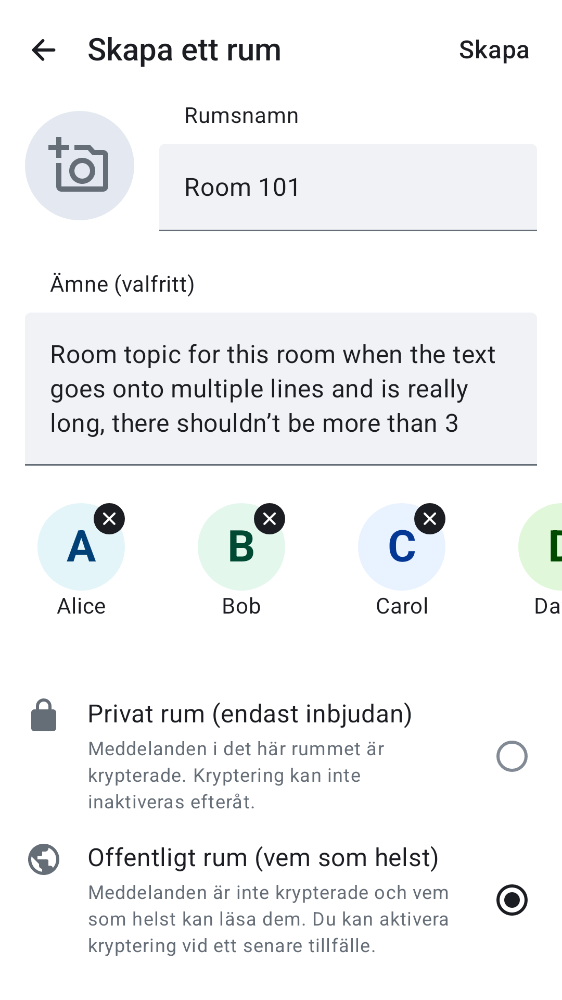 Skapa ett rum
Skapa
Rumsnamn
Room 101
Ämne (valfritt)
Room topic for this room when the text
goes onto multiple lines and is really
long, there shouldn’t be more than 3
A
B
C
D
Alice
Bob
Carol
Da
Privat rum (endast inbjudan)
Meddelanden i det här rummet är
krypterade. Kryptering kan inte
inaktiveras efteråt.
Offentligt rum (vem som helst)
Meddelanden är inte krypterade och vem
som helst kan läsa dem. Du kan aktivera
kryptering vid ett senare tillfälle.